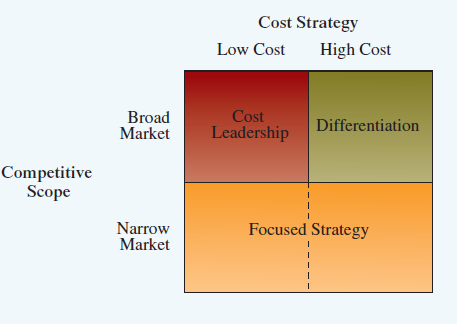 Cost Strategy
Low Cost High Cost
Broad
Market
Cost
Leadership
Differentiation
Competitive
Scope
Narrow
Market
Focused Strategy